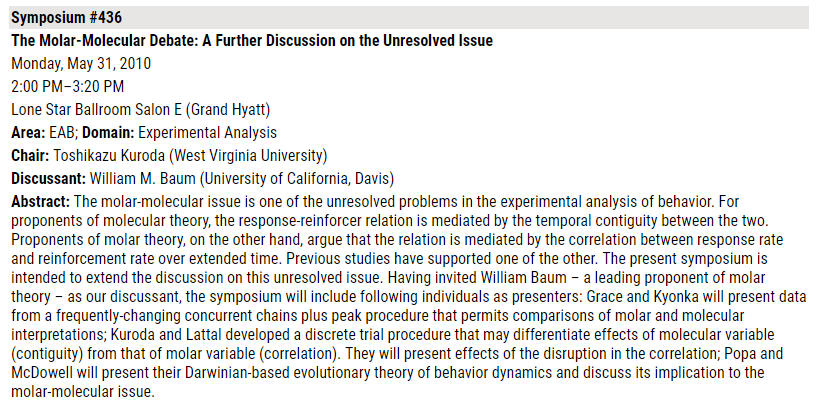 Symposium #436
The Molar-Molecular Debate: A Further Discussion on the Unresolved Issue
Monday, May 31, 2010
2:00 PM–3:20 PM
Lone Star Ballroom Salon E (Grand Hyatt)
Area: EAB; Domain: Experimental Analysis
Chair: Toshikazu Kuroda (West Virginia University)
Discussant: William M. Baum (University of California, Davis)
Abstract: The molar-molecular issue is one of the unresolved problems in the experimental analysis of behavior. For
proponents of molecular theory, the response-reinforcer relation is mediated by the temporal contiguity between the two.
Proponents of molar theory, on the other hand, argue that the relation is mediated by the correlation between response rate
and reinforcement rate over extended time. Previous studies have supported one of the other. The present symposium is
intended to extend the discussion on this unresolved issue. Having invited William Baum – a leading proponent of molar
theory – as our discussant, the symposium will include following individuals as presenters: Grace and Kyonka will present data
from a frequently-changing concurrent chains plus peak procedure that permits comparisons of molar and molecular
interpretations; Kuroda and Lattal developed a discrete trial procedure that may differentiate effects of molecular variable
(contiguity) from that of molar variable (correlation). They will present effects of the disruption in the correlation; Popa and
McDowell will present their Darwinian-based evolutionary theory of behavior dynamics and discuss its implication to the
molar-molecular issue.